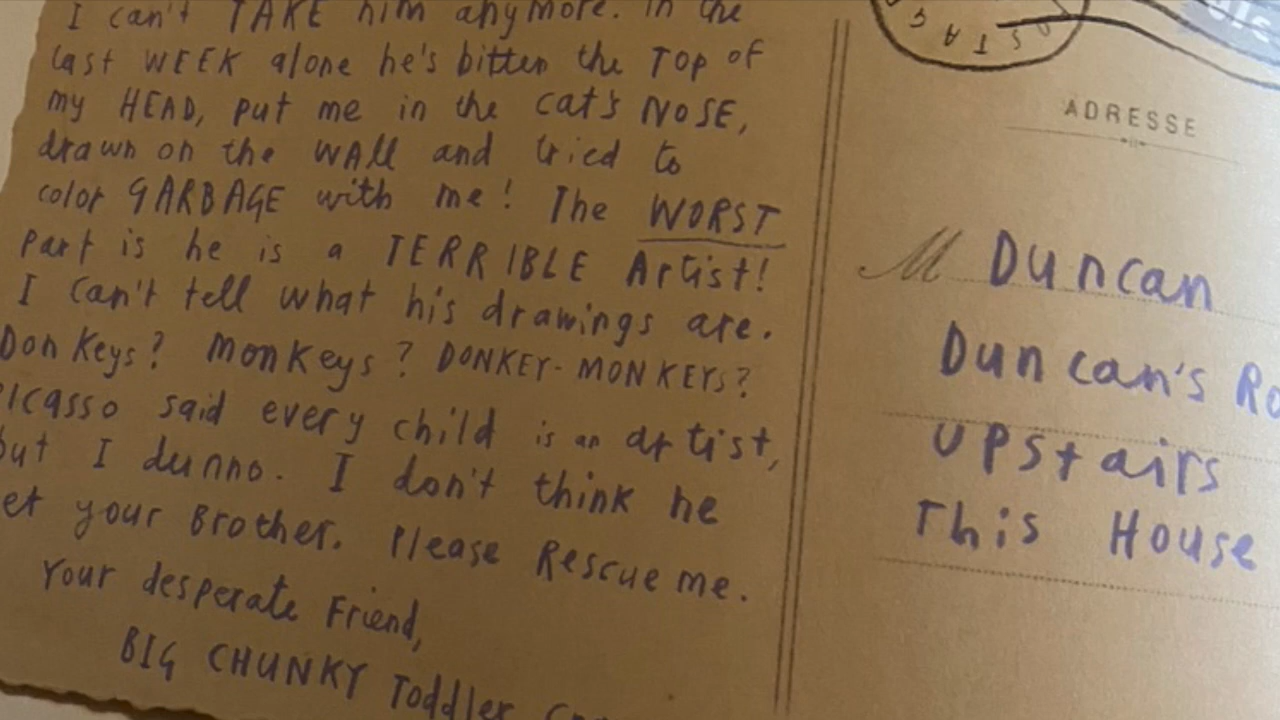 I can't TAKE him anymore. In the
last WEEK alone he's bitten the TOP of
my HEAD, put me in the cat's NOSE,
drawn on the WALL and tried to
color GARBAGE with me! The WORST
part is he is a TERRIBLE Artist!
I can't tell what his drawings are.
DonKeys? MonKeys? DONKEY-MONKEYS?
Picasso said every child is an artist,
but I dunno. I don't think he
your Brother. Please Rescue me.
Your desperate Friend,
BIG CHUNKY Toddler
POSTAGE
ADRESSE
M Duncan
Duncan's
UPStairs
This House